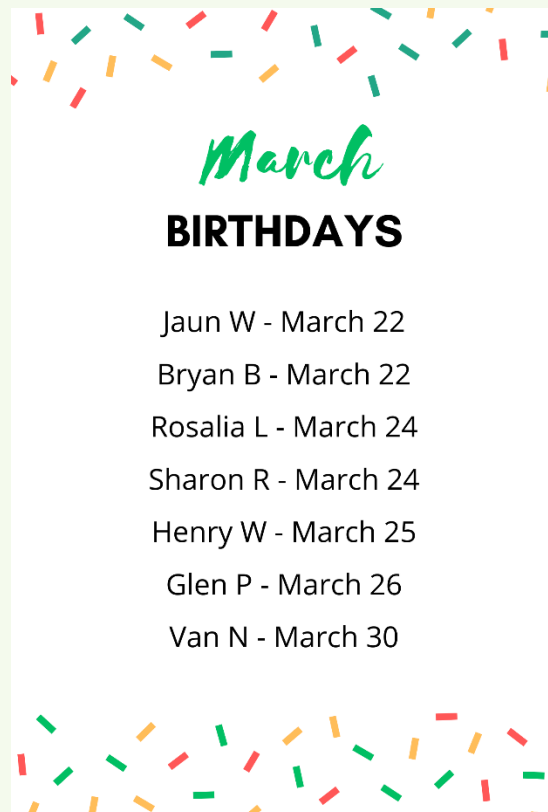 March
BIRTHDAYS
Jaun W - March 22
Bryan B - March 22
Rosalia L - March 24
Sharon R - March 24
Henry W - March 25
Glen P - March 26
Van N - March 30